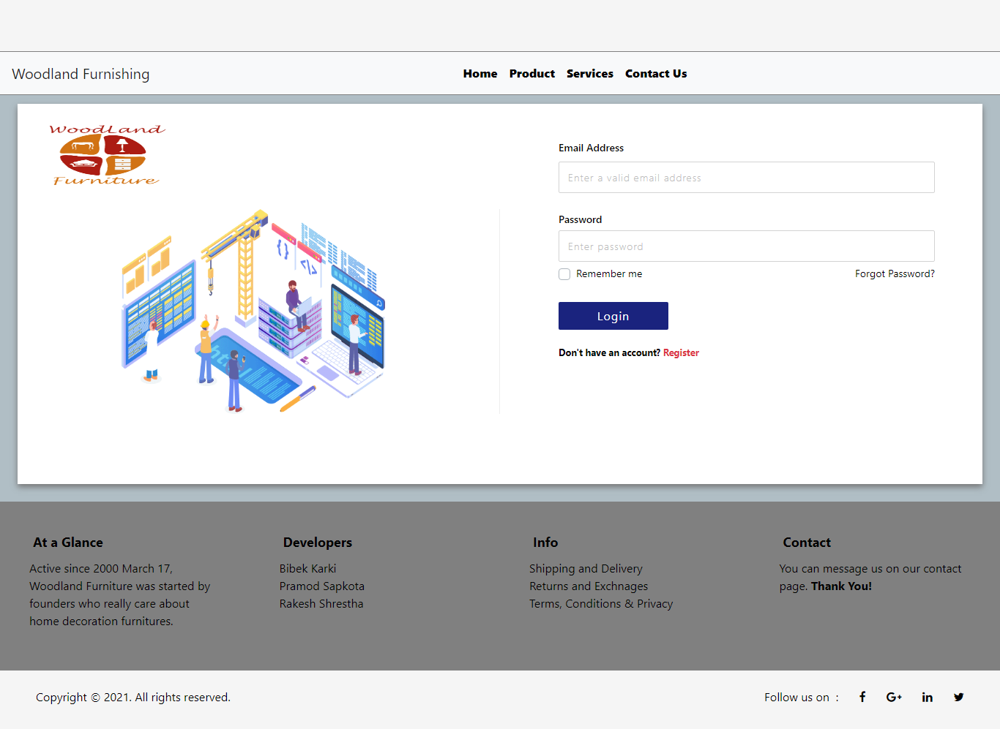 Woodland Furnishing
Home Product Services Contact Us
WoodLand
Furniture
Email Address
Enter a valid email address
Password
Enter password
Remember me
Forgot Password?
Login
Don't have an account? Register
{}
</>
html
At a Glance
Active since 2000 March 17,
Woodland Furniture was started by
founders who really care about
home decoration furnitures.
Developers
Bibek Karki
Pramod Sapkota
Rakesh Shrestha
Info
Shipping and Delivery
Returns and Exchnages
Terms, Conditions & Privacy
Contact
You can message us on our contact
page. Thank You!
Copyright © 2021. All rights reserved.
Follow us on :